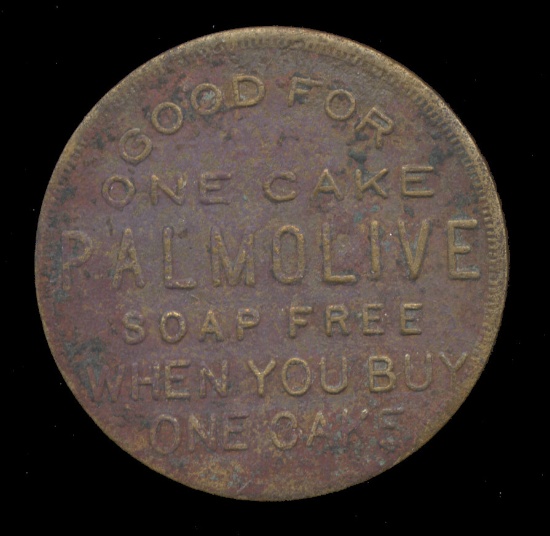 GOOD FOR
ONE CAKE
PALMOLIVE
SOAP FREE
WHEN YOU BUY
ONE CAKE